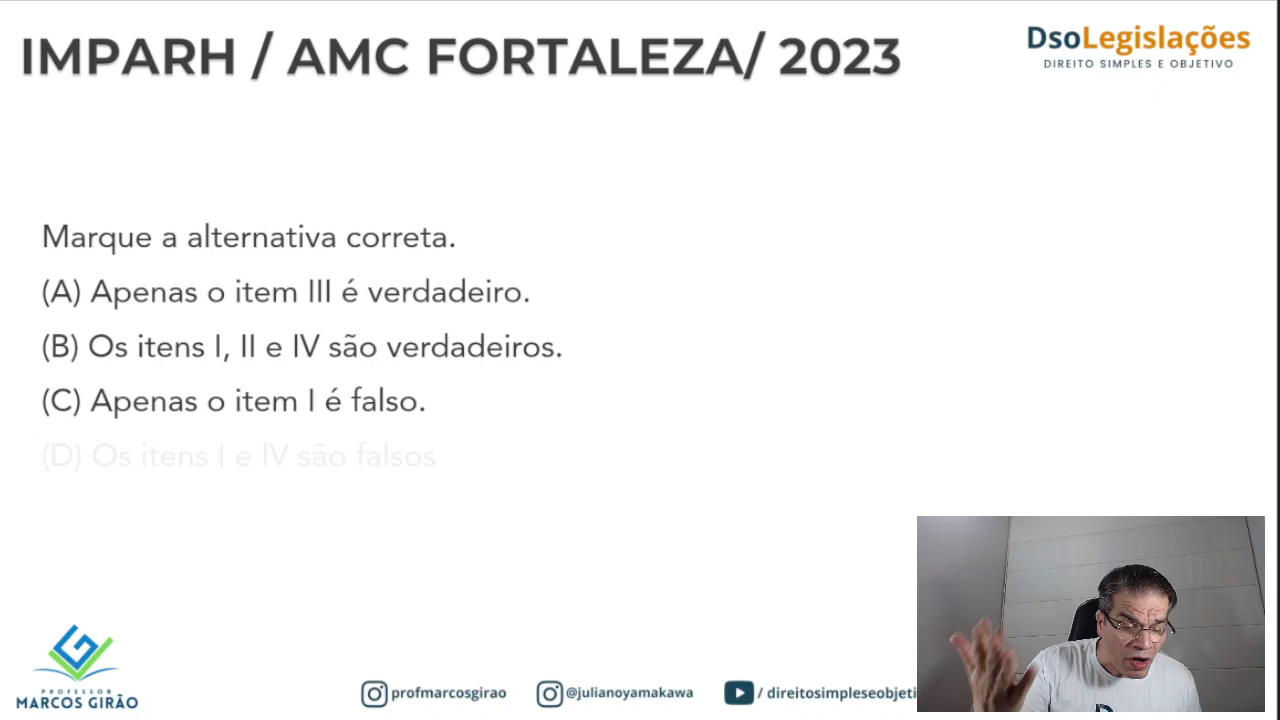 IMPARH / AMC FORTALEZA/ 2023
DsoLegislações
DIREITO SIMPLES E OBJETIVO
Marque a alternativa correta.
(A) Apenas o item III é verdadeiro.
(B) Os itens I, II e IV são verdadeiros.
(C) Apenas o item I é falso.
(D) Os itens I e IV são falsos
PROFESSOR
MARCOS GIRÃO
profmarcosgirao @julianoyamakawa / direitosimpleseobjeti